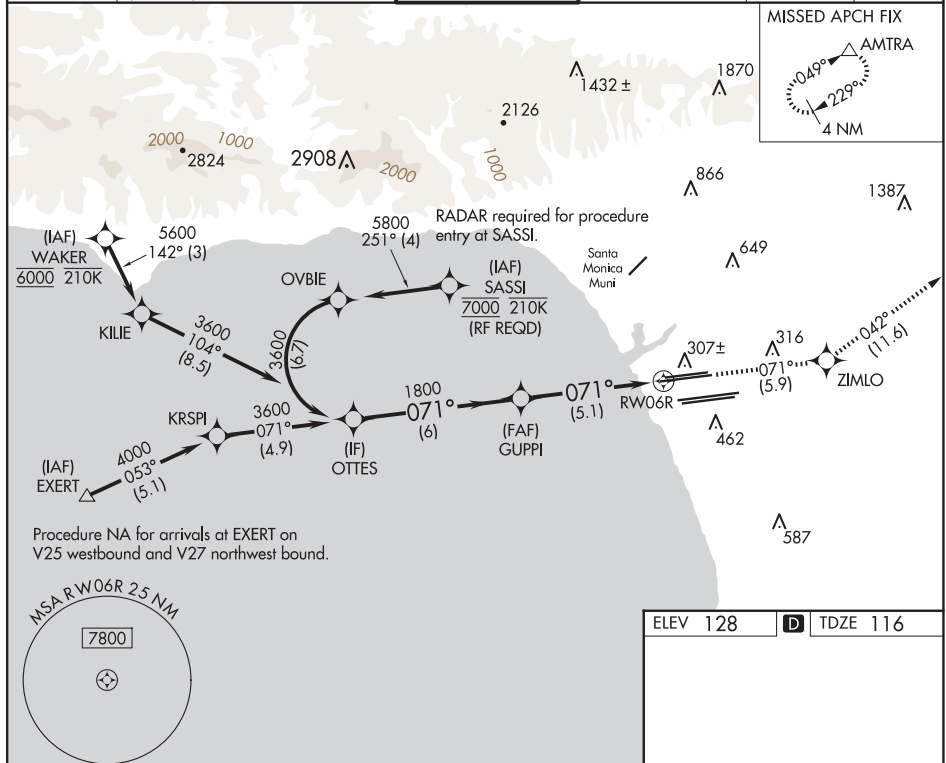 MISSED APCH FIX
AMTRA
049°
229°
4 NM
1432 ±
1870
2126
2000
1000
2824
2908
2000
1000
866
1387
649
(IAF)
WAKER
6000 210K
5600
142° (3)
5800
251° (4)
RADAR required for procedure
entry at SASSI.
(IAF)
SASSI
7000 210K
(RF REQD)
Santa
Monica
Muni
OVBIE
KILIE
3600
104°
(8.5)
3600
(6.7)
307±
316
042°
(11.6)
071°
(5.9)
ZIMLO
RW06R
462
KRSPI
3600
071°
(4.9)
1800
071°
(6)
071°
(5.1)
(IF)
OTTES
(FAF)
GUPPI
(IAF)
EXERT
4000
053°
(5.1)
587
Procedure NA for arrivals at EXERT on
V25 westbound and V27 northwest bound.
MSA RW06R 25 NM
7800
ELEV 128 D TDZE 116